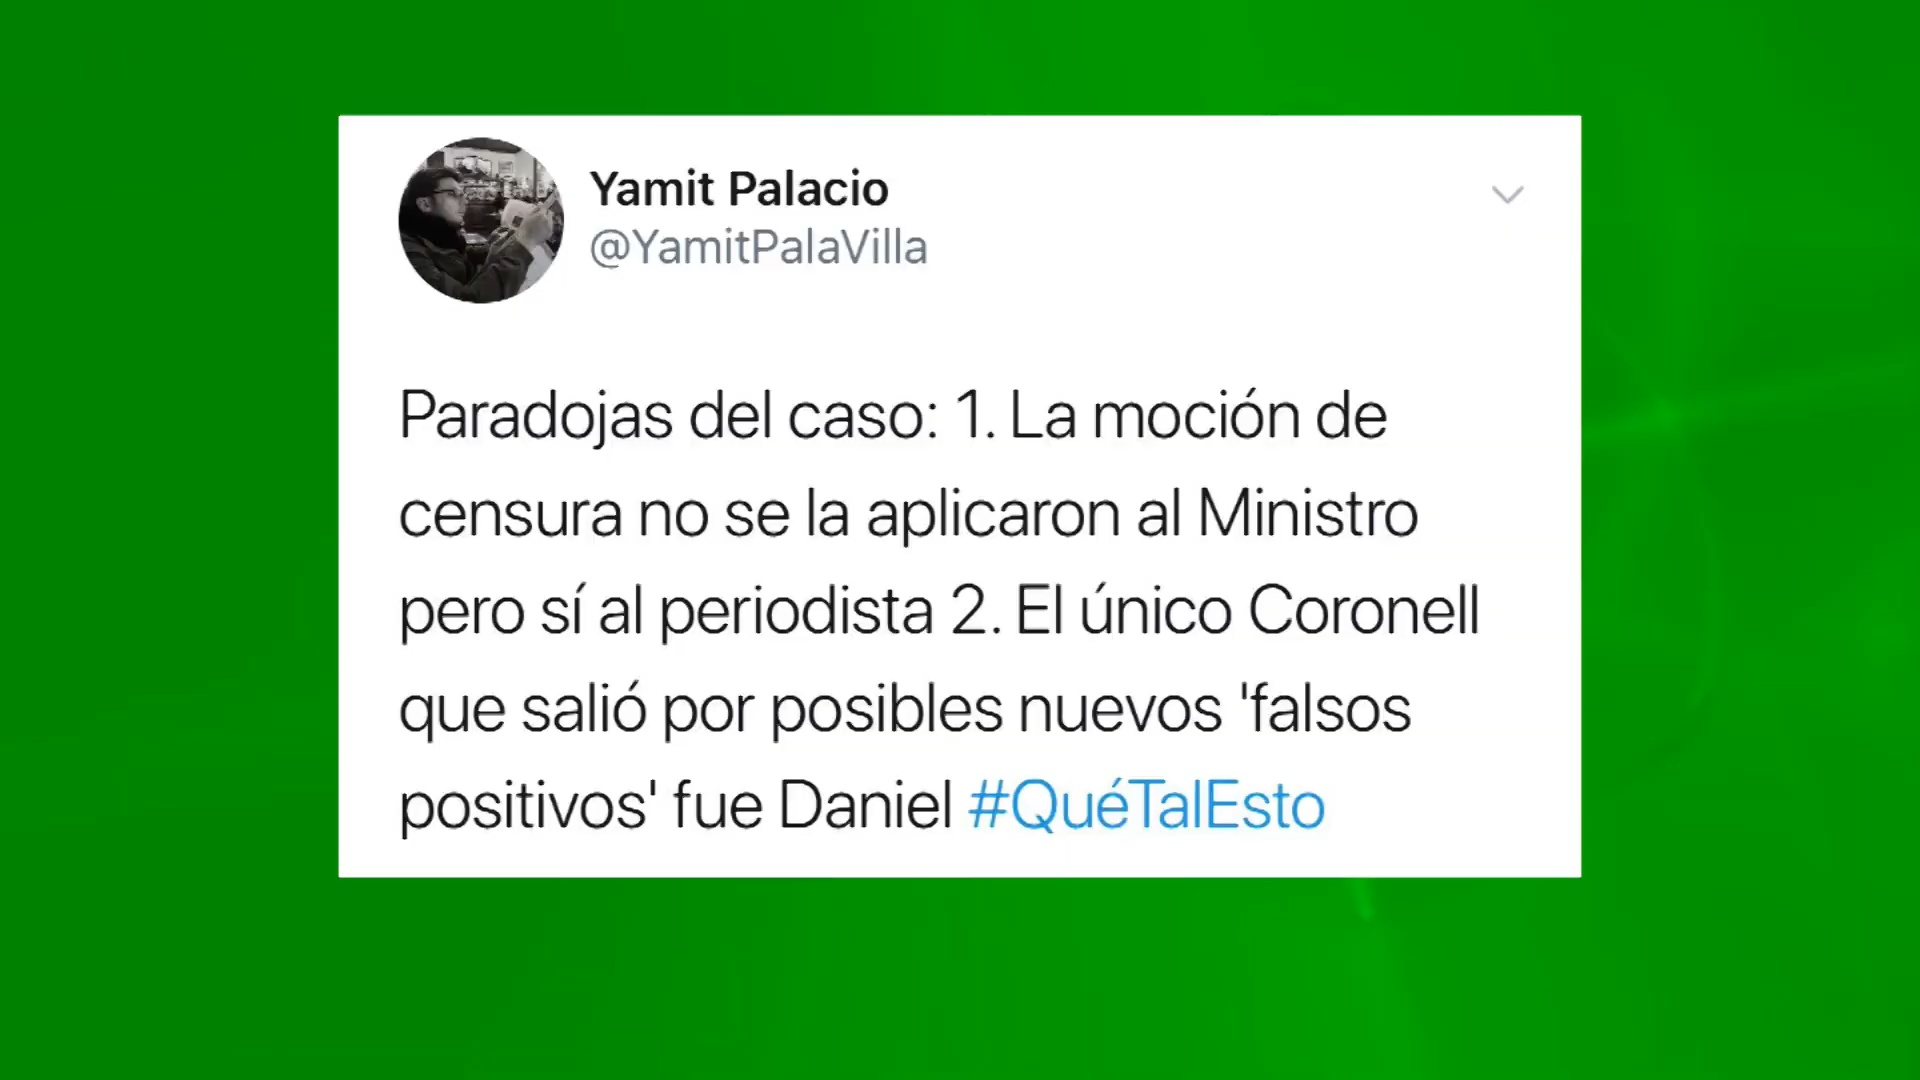 Yamit Palacio
@YamitPalaVilla
Paradojas del caso: 1. La moción de
censura no se la aplicaron al Ministro
pero sí al periodista 2. El único Coronell
que salió por posibles nuevos 'falsos
positivos' fue Daniel #QuéTalEsto